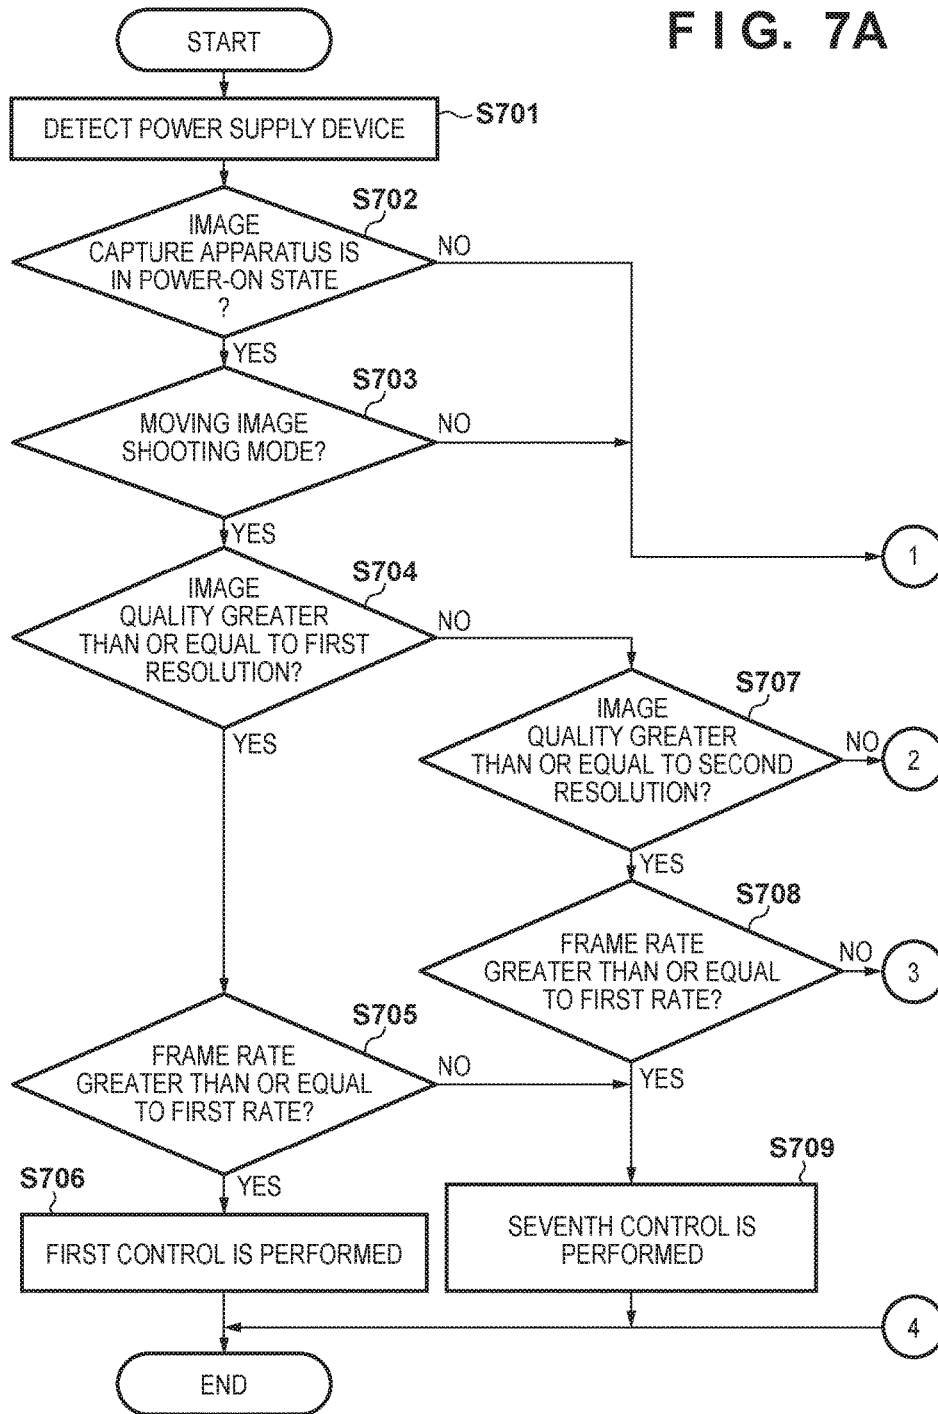 FIG. 7A
START
DETECT POWER SUPPLY DEVICE
S701
S702
IMAGE
CAPTURE APPARATUS IS
IN POWER-ON STATE
?
NO
YES
S703
MOVING IMAGE
SHOOTING MODE?
NO
YES
1
S704
IMAGE
QUALITY GREATER
THAN OR EQUAL TO FIRST
RESOLUTION?
NO
YES
S707
IMAGE
QUALITY GREATER
THAN OR EQUAL TO SECOND
RESOLUTION?
NO
2
YES
S708
FRAME RATE
GREATER THAN OR EQUAL
TO FIRST RATE?
NO
3
YES
S705
FRAME RATE
GREATER THAN OR EQUAL
TO FIRST RATE?
NO
YES
S706
FIRST CONTROL IS PERFORMED
S709
SEVENTH CONTROL IS
PERFORMED
4
END